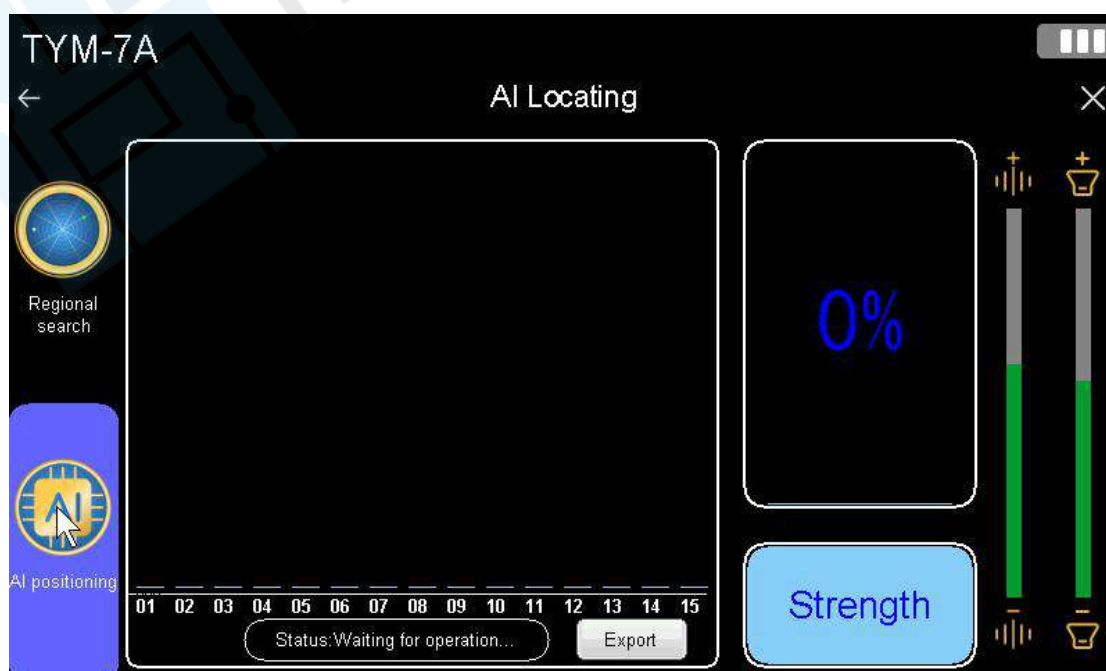 TYM-7A
AI Locating
Regional
search
0%
AI
AI positioning
01 02 03 04 05 06 07 08 09 10 11 12 13 14 15
Status:Waiting for operation...
Export
Strength